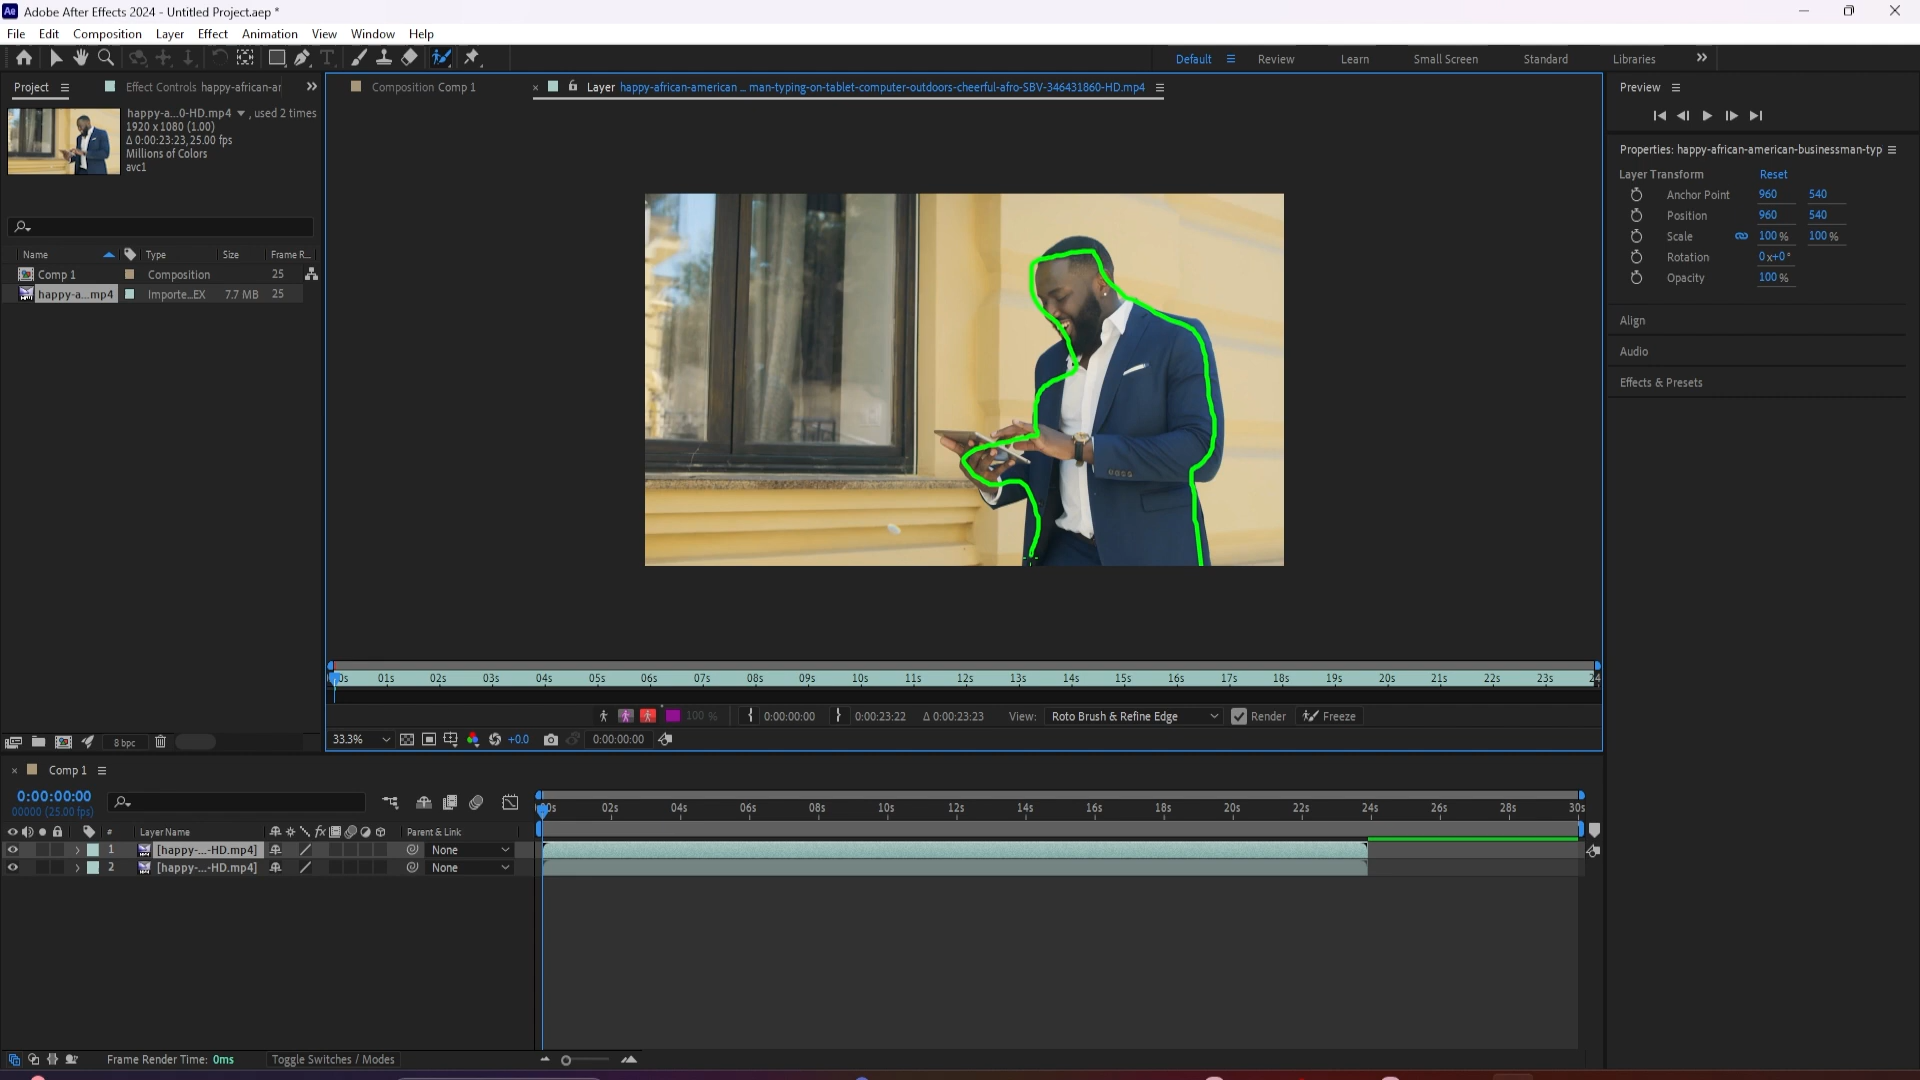 Adobe After Effects 2024 - Untitled Project.aep *
File Edit Composition Layer Effect Animation View Window Help
Default Review Learn Small Screen Standard Libraries
Project Effect Controls happy-african-ar
happy-a...0-HD.mp4 , used 2 times
1920 x 1080 (1.00)
Δ 0:00:23:23, 25.00 fps
Millions of Colors
avc1
Name Type Size Frame R...
Comp 1 Composition 25
happy-a...mp4 Importe...EX 7.7 MB 25
8 bpc
Composition Comp 1
Layer happy-african-american ... man-typing-on-tablet-computer-outdoors-cheerful-afro-SBV-346431860-HD.mp4
01s 02s 03s 04s 05s 06s 07s 08s 09s 10s 11s 12s 13s 14s 15s 16s 17s 18s 19s 20s 21s 22s 23s 24
100 % 0:00:00:00 0:00:23:22 Δ 0:00:23:23 View: Roto Brush & Refine Edge Render Freeze
33.3% +0.0 0:00:00:00
Preview
Properties: happy-african-american-businessman-typ
Layer Transform Reset
Anchor Point 960 540
Position 960 540
Scale 100 % 100 %
Rotation 0x+0°
Opacity 100 %
Align
Audio
Effects & Presets
Comp 1
0:00:00:00
00000 (25.00 fps)
02s 04s 06s 08s 10s 12s 14s 16s 18s 20s 22s 24s 26s 28s 30s
# Layer Name fx Parent & Link
1 [happy-...-HD.mp4] None
2 [happy-...-HD.mp4] None
Frame Render Time: 0ms Toggle Switches / Modes